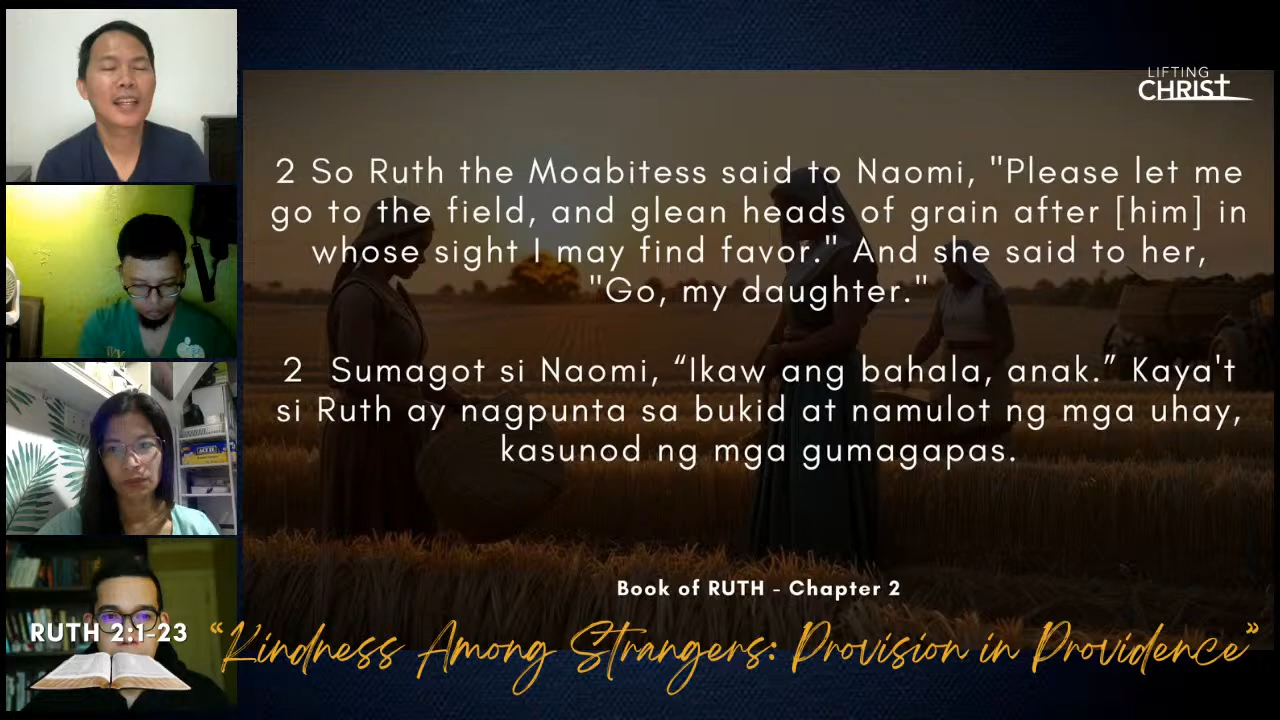 LIFTING
CHRIST
2 So Ruth the Moabitess said to Naomi, "Please let me
go to the field, and glean heads of grain after [him] in
whose sight I may find favor." And she said to her,
"Go, my daughter."
2 Sumagot si Naomi, “Ikaw ang bahala, anak.” Kaya't
si Ruth ay nagpunta sa bukid at namulot ng mga uhay,
kasunod ng mga gumagapas.
Book of RUTH - Chapter 2
RUTH 2:1-23
“Kindness Among Strangers: Provision in Providence”